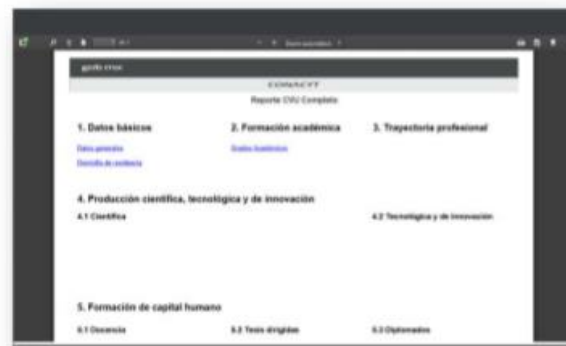 CONACYT
Reporte CVU Completo
1. Datos básicos 2. Formación académica 3. Trayectoria profesional
Datos generales Grados Académicos
Domicilio de residencia
4. Producción científica, tecnológica y de innovación
4.1 Científica 4.2 Tecnológica y de innovación
5. Formación de capital humano
5.1 Docencia 5.2 Tesis dirigidas 5.3 Diplomados